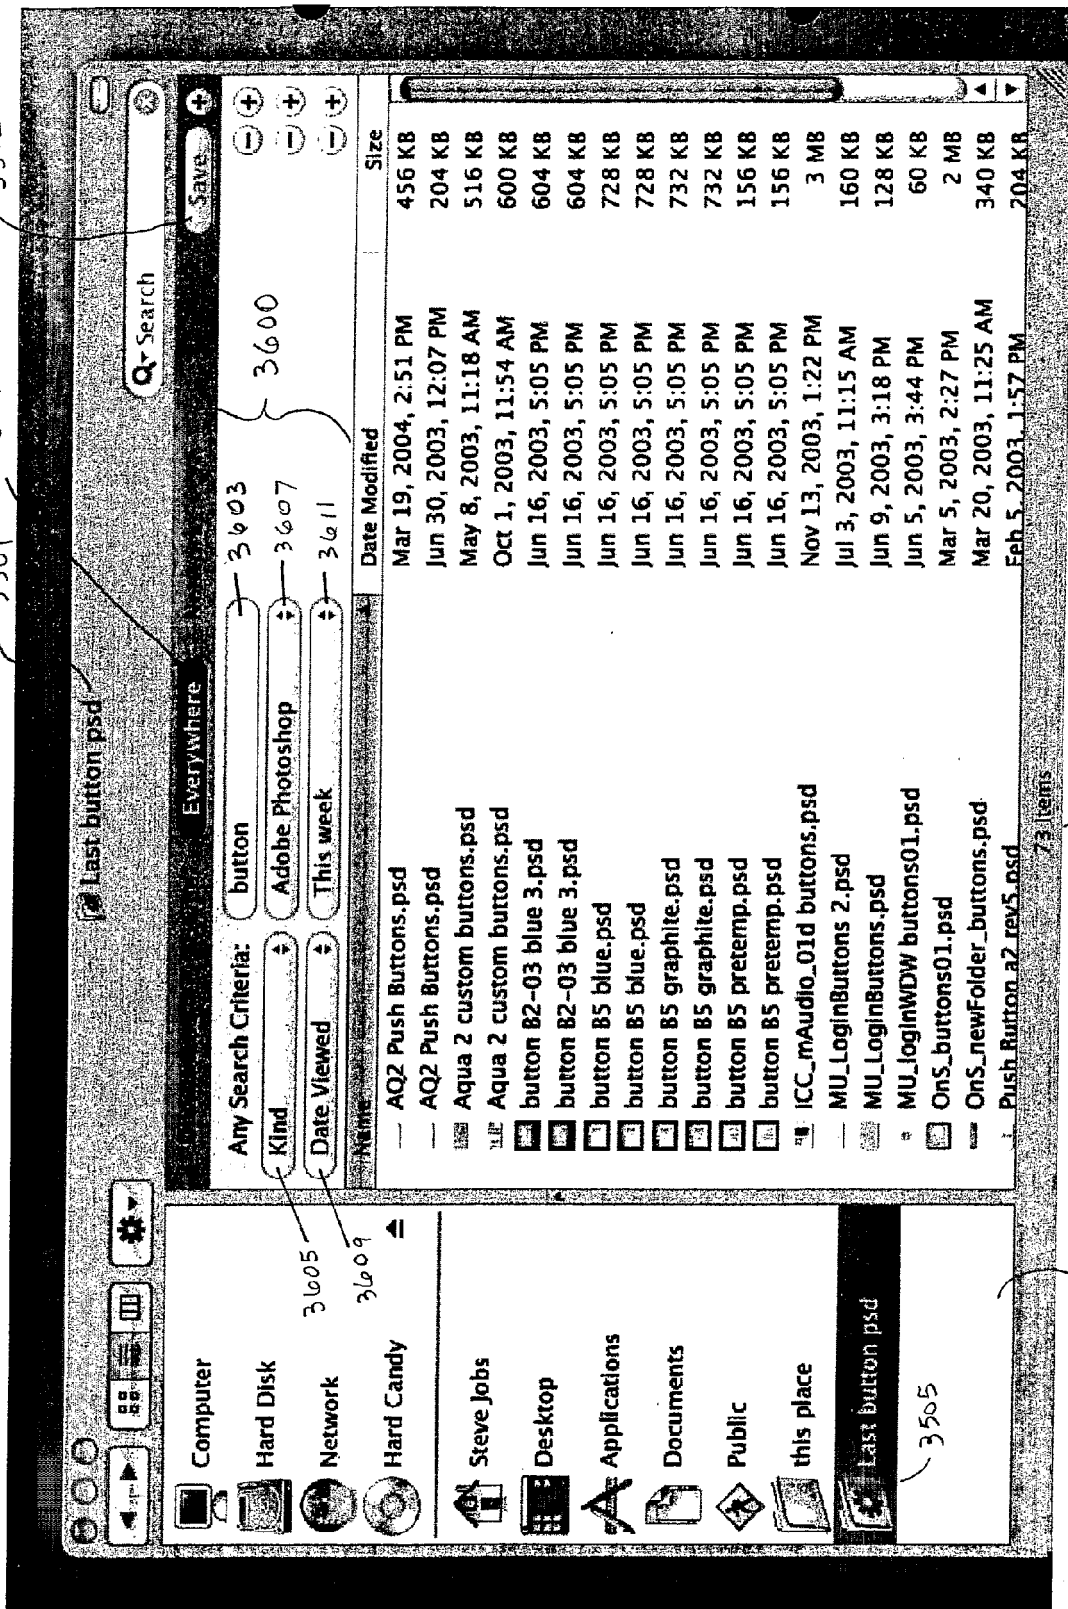 Last button psd
Search
Everywhere
Save
Any Search Criteria:
button
3603
3600
Kind
Adobe Photoshop
3607
Date Viewed
This week
3611
3605
3609
Name
Date Modified
Size
AQ2 Push Buttons.psd Mar 19, 2004, 2:51 PM 456 KB
AQ2 Push Buttons.psd Jun 30, 2003, 12:07 PM 204 KB
Aqua 2 custom buttons.psd May 8, 2003, 11:18 AM 516 KB
Aqua 2 custom buttons.psd Oct 1, 2003, 11:54 AM 600 KB
button B2-03 blue 3.psd Jun 16, 2003, 5:05 PM 604 KB
button B2-03 blue 3.psd Jun 16, 2003, 5:05 PM 604 KB
button B5 blue.psd Jun 16, 2003, 5:05 PM 728 KB
button B5 blue.psd Jun 16, 2003, 5:05 PM 728 KB
button B5 graphite.psd Jun 16, 2003, 5:05 PM 732 KB
button B5 graphite.psd Jun 16, 2003, 5:05 PM 732 KB
button B5 pretemp.psd Jun 16, 2003, 5:05 PM 156 KB
button B5 pretemp.psd Jun 16, 2003, 5:05 PM 156 KB
ICC_mAudio_01d buttons.psd Nov 13, 2003, 1:22 PM 3 MB
MU_LoginButtons 2.psd Jul 3, 2003, 11:15 AM 160 KB
MU_LoginButtons.psd Jun 9, 2003, 3:18 PM 128 KB
MU_loginWDW buttons01.psd Jun 5, 2003, 3:44 PM 60 KB
OnS_buttons01.psd Mar 5, 2003, 2:27 PM 2 MB
OnS_newFolder_buttons.psd Mar 20, 2003, 11:25 AM 340 KB
Push Button a2 rev5.psd Feb 5, 2003, 1:57 PM 204 KB
73 items
Computer
Hard Disk
Network
Hard Candy
Steve Jobs
Desktop
Applications
Documents
Public
this place
Last button psd
3505